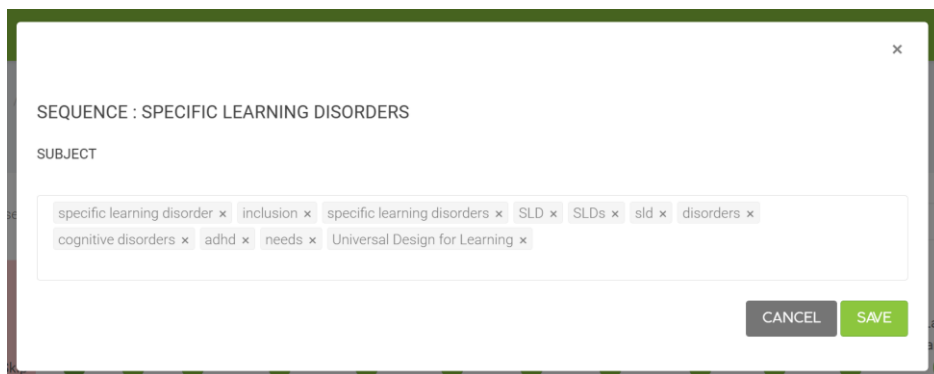 ×
SEQUENCE : SPECIFIC LEARNING DISORDERS
SUBJECT
specific learning disorder × inclusion × specific learning disorders × SLD × SLDs × sld × disorders ×
cognitive disorders × adhd × needs × Universal Design for Learning ×
CANCEL SAVE